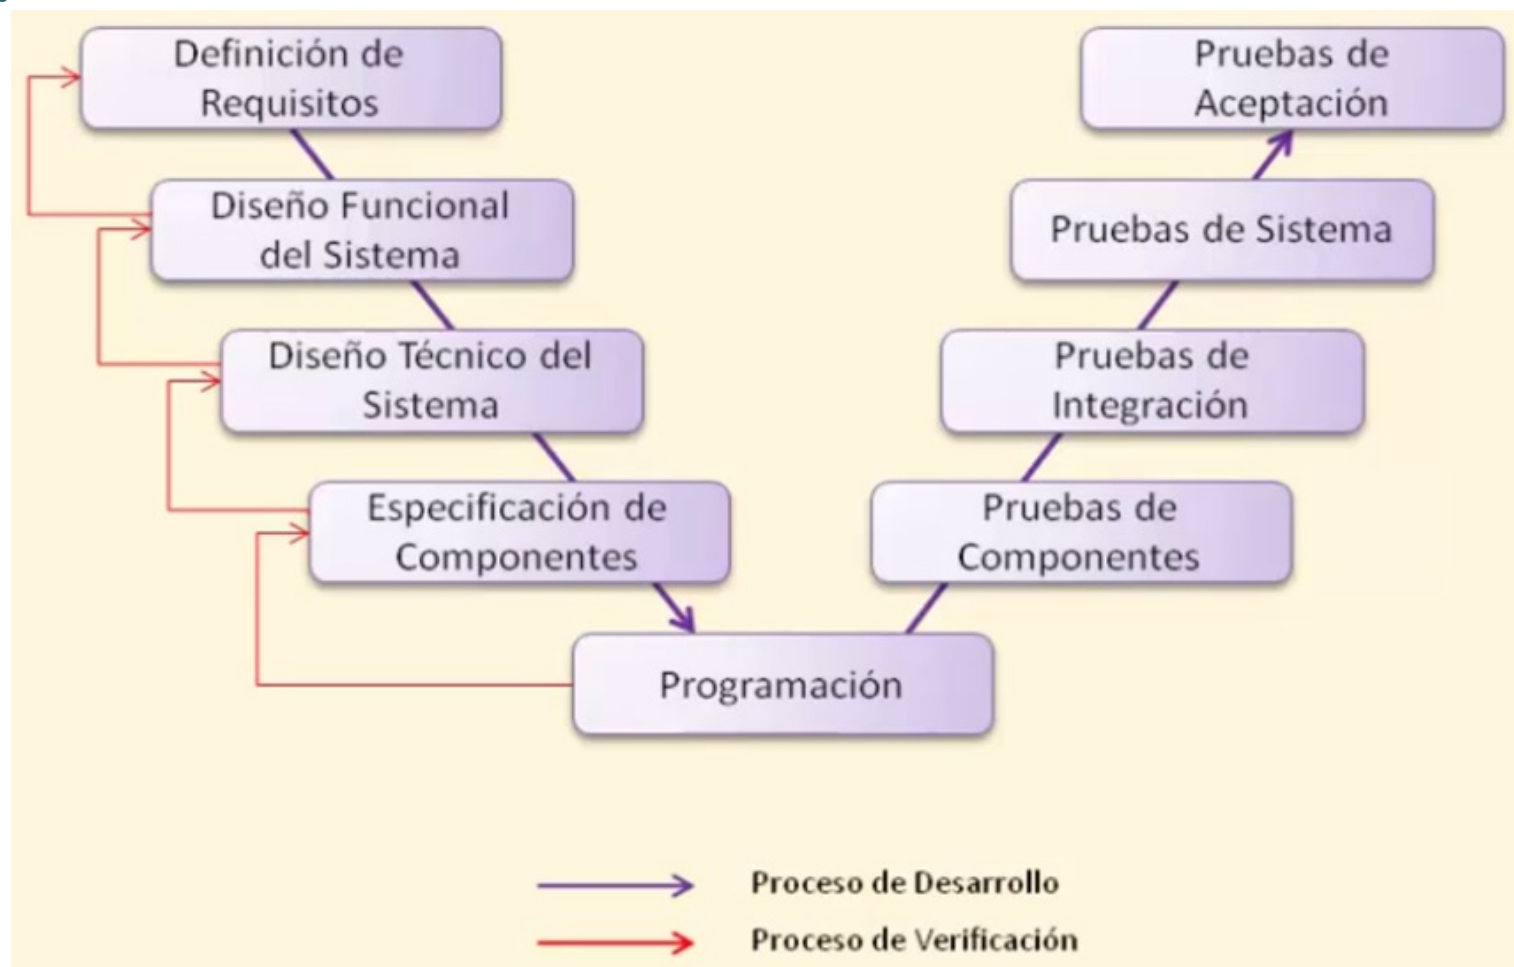 Definición de
Requisitos
Diseño Funcional
del Sistema
Diseño Técnico del
Sistema
Especificación de
Componentes
Programación
Pruebas de
Componentes
Pruebas de
Integración
Pruebas de Sistema
Pruebas de
Aceptación
Proceso de Desarrollo
Proceso de Verificación